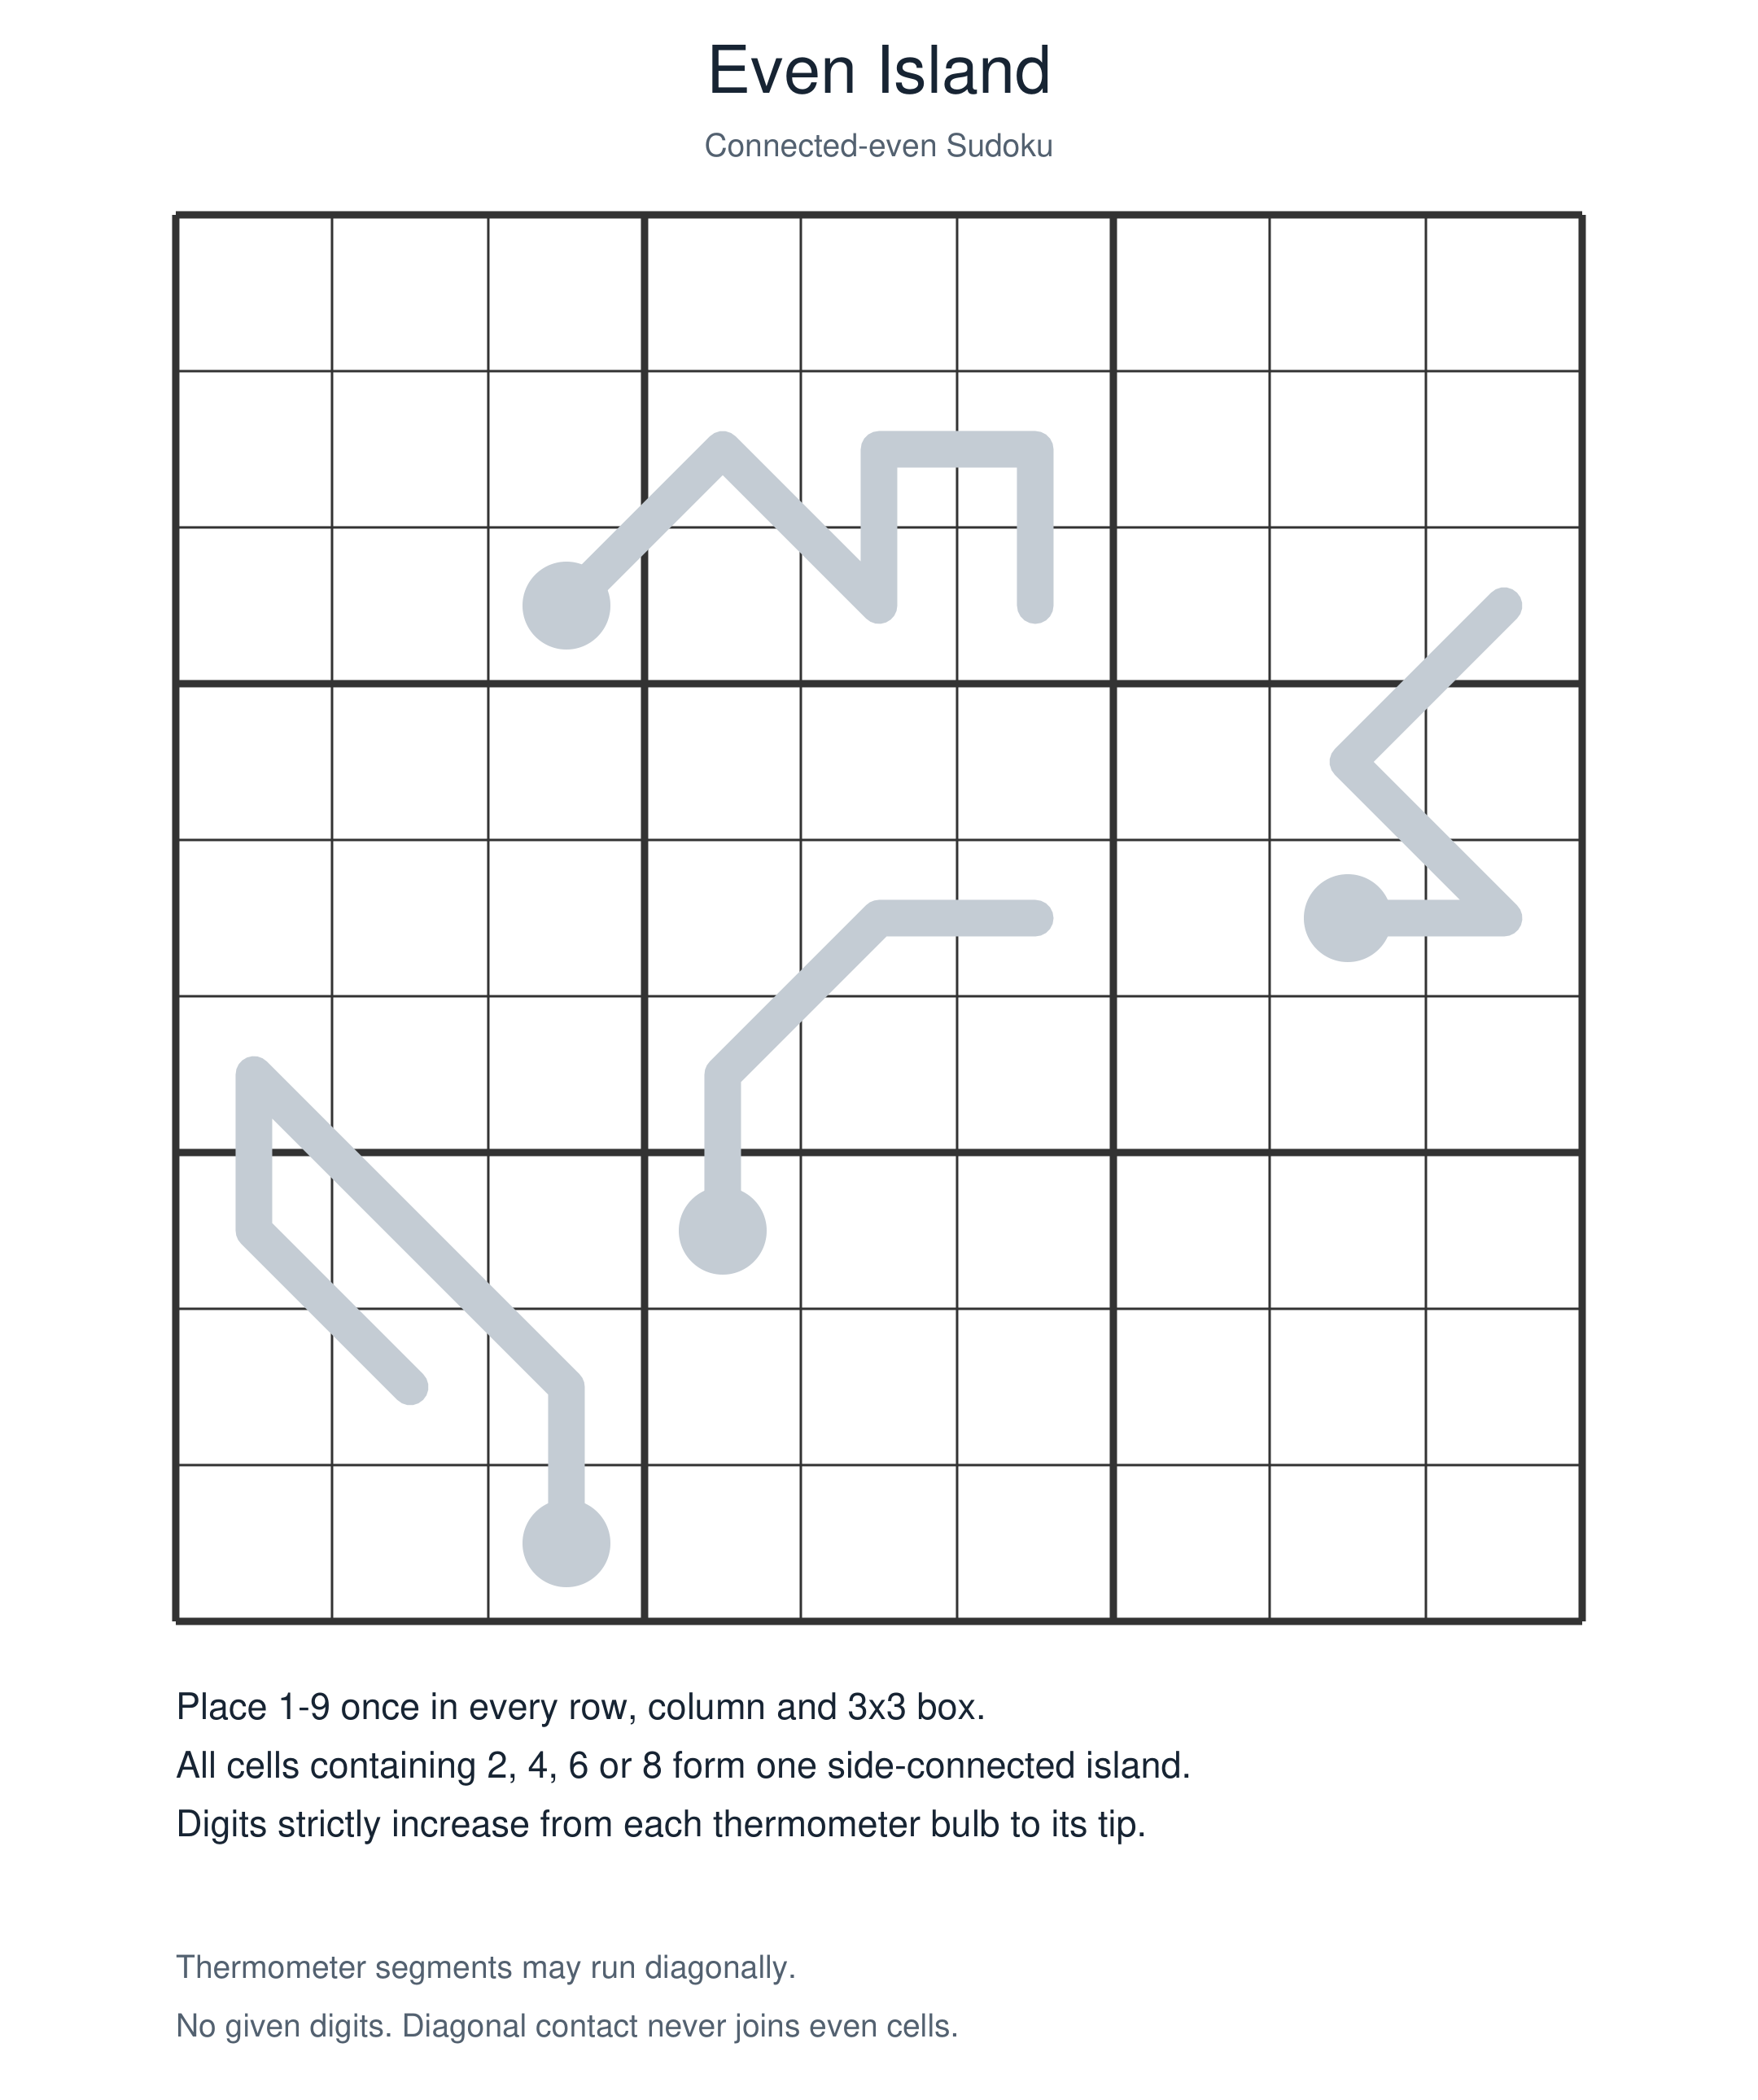 Even Island
Connected-even Sudoku
Place 1-9 once in every row, column and 3x3 box.
All cells containing 2, 4, 6 or 8 form one side-connected island.
Digits strictly increase from each thermometer bulb to its tip.
Thermometer segments may run diagonally.
No given digits. Diagonal contact never joins even cells.